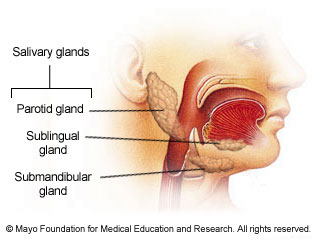 Salivary glands
Parotid gland
Sublingual
gland
Submandibular
gland
© Mayo Foundation for Medical Education and Research. All rights reserved.